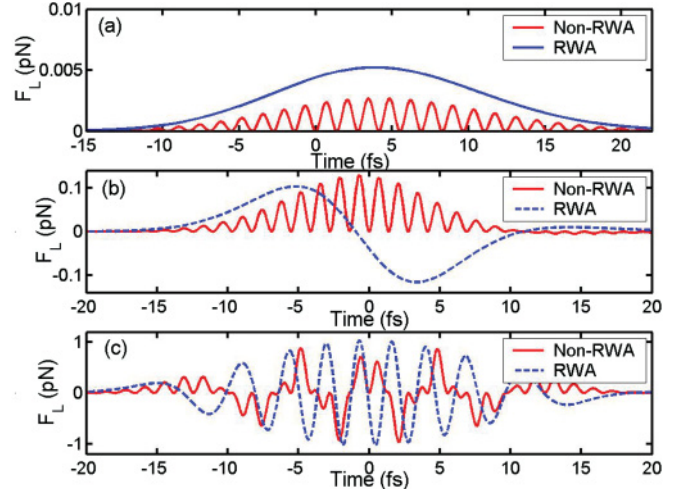 0.01
(a)
Non-RWA
RWA
0.005
F_L (pN)
0
-15 -5 0 5 10 15 20
Time (fs)
(b)
Non-RWA
RWA
0.1
0
-0.1
F_L (pN)
-20 -15 -10 -5 0 5 10 15 20
Time (fs)
(c)
Non-RWA
RWA
1
0
-1
F_L (pN)
-20 -15 -10 -5 0 5 10 15 20
Time (fs)